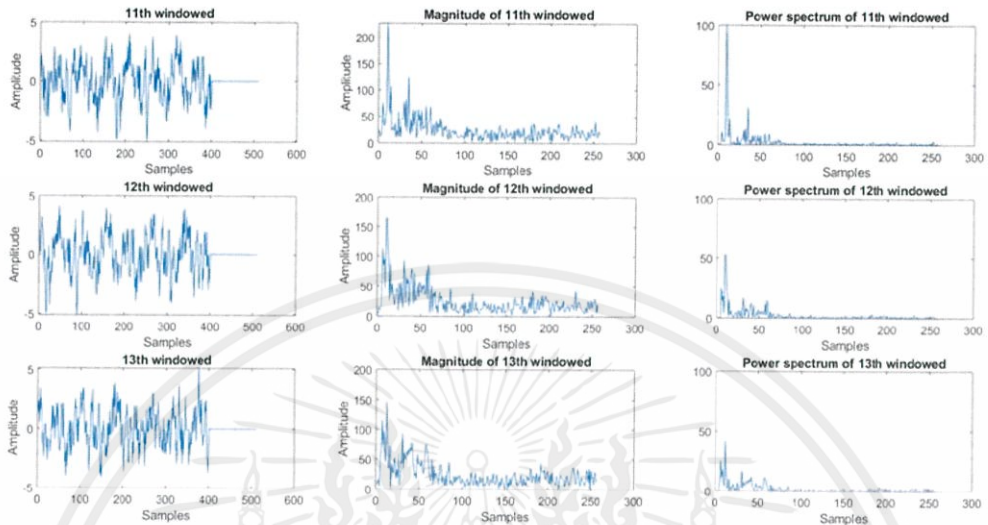 11th windowed
Magnitude of 11th windowed
Power spectrum of 11th windowed
Amplitude
5
0
-5
0 100 200 300 400 500 600
Samples
200
150
100
50
0
0 50 100 150 200 250 300
Samples
100
50
0
0 50 100 150 200 250 300
Samples
12th windowed
Magnitude of 12th windowed
Power spectrum of 12th windowed
Amplitude
5
0
-5
0 100 200 300 400 500 600
Samples
Amplitude
200
150
100
50
0
0 50 100 150 200 250 300
Samples
100
50
0
0 50 100 150 200 250 300
Samples
13th windowed
Magnitude of 13th windowed
Power spectrum of 13th windowed
Amplitude
5
0
-5
0 100 200 300 400 500 600
Samples
Amplitude
200
150
100
50
0
0 50 100 150 200 250 300
Samples
100
50
0
0 50 100 150 200 250 300
Samples